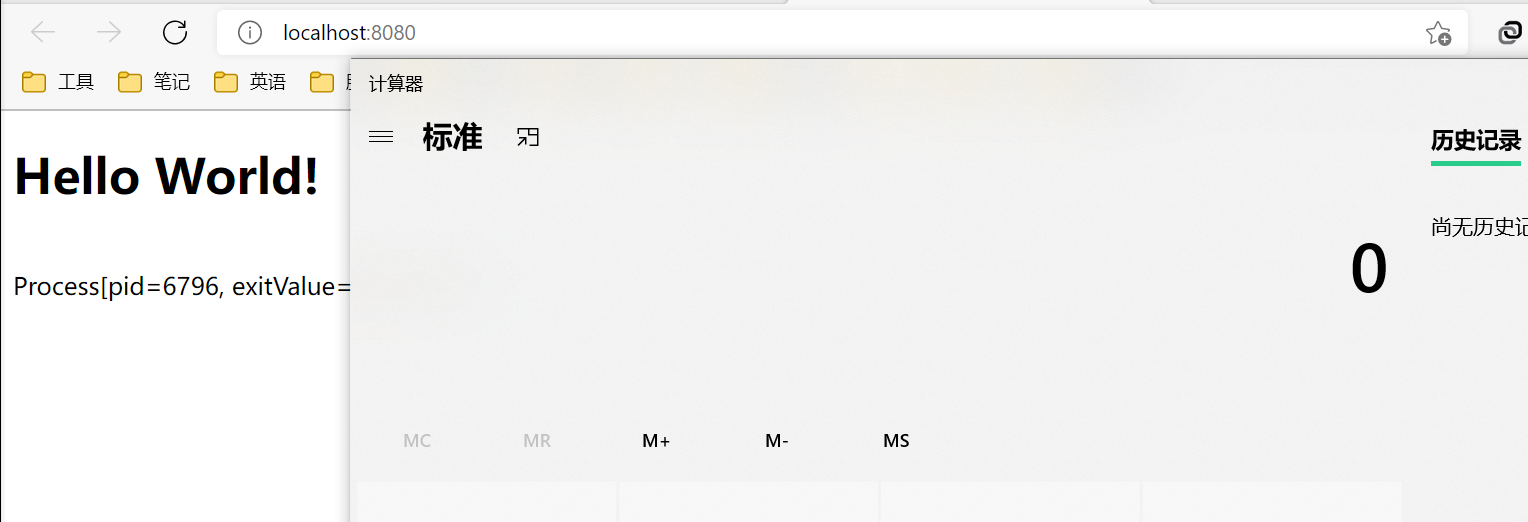 localhost:8080
工具 笔记 英语
计算器
标准
历史记录
Hello World!
尚无历史记
0
Process[pid=6796, exitValue=
MC MR M+ M- MS